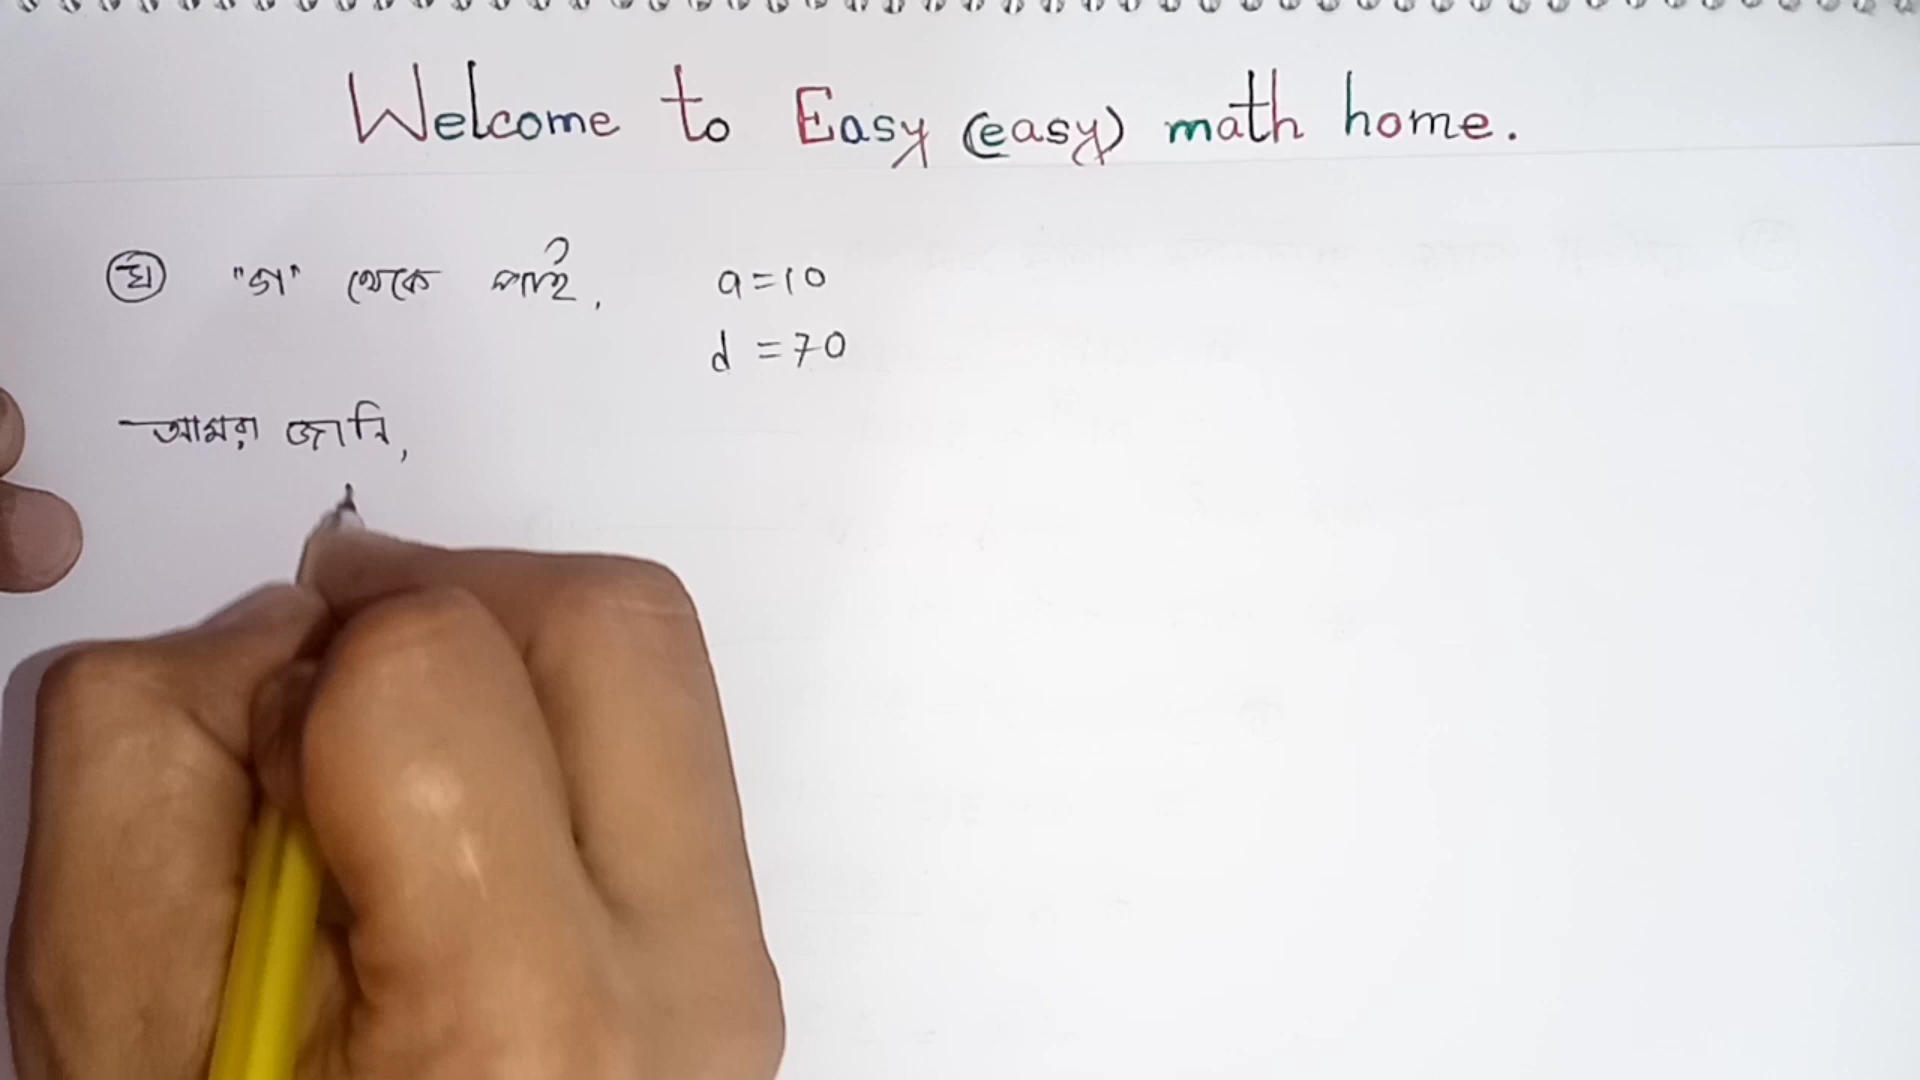 Welcome to Easy (easy) math home.
ঘ "গ" থেকে পাই, a=10
d =70
আমরা জানি,